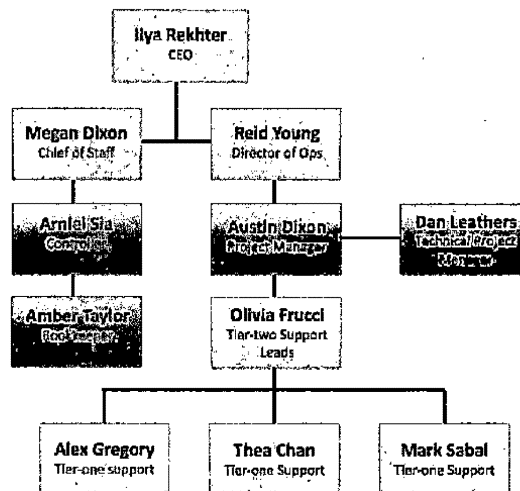 Ilya Rekhter
CEO
Megan Dixon
Chief of Staff
Reid Young
Director of Ops
Arniel Sia
Controller
Austin Dixon
Project Manager
Dan Leathers
Technical Project
Manager
Amber Taylor
Bookkeeper
Olivia Frucci
Tier-two Support
Leads
Alex Gregory
Tier-one support
Thea Chan
Tier-one Support
Mark Sabal
Tier-one Support